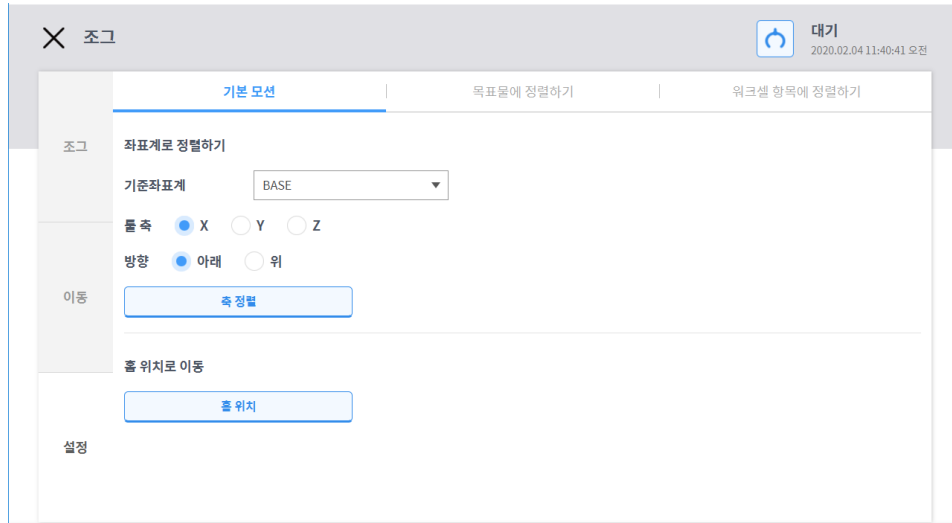 조그
대기
2020.02.04 11:40:41 오전
조그
이동
설정
기본 모션
목표물에 정렬하기
워크셀 항목에 정렬하기
좌표계로 정렬하기
기준좌표계 BASE
툴 축 X Y Z
방향 아래 위
축 정렬
홈 위치로 이동
홈 위치